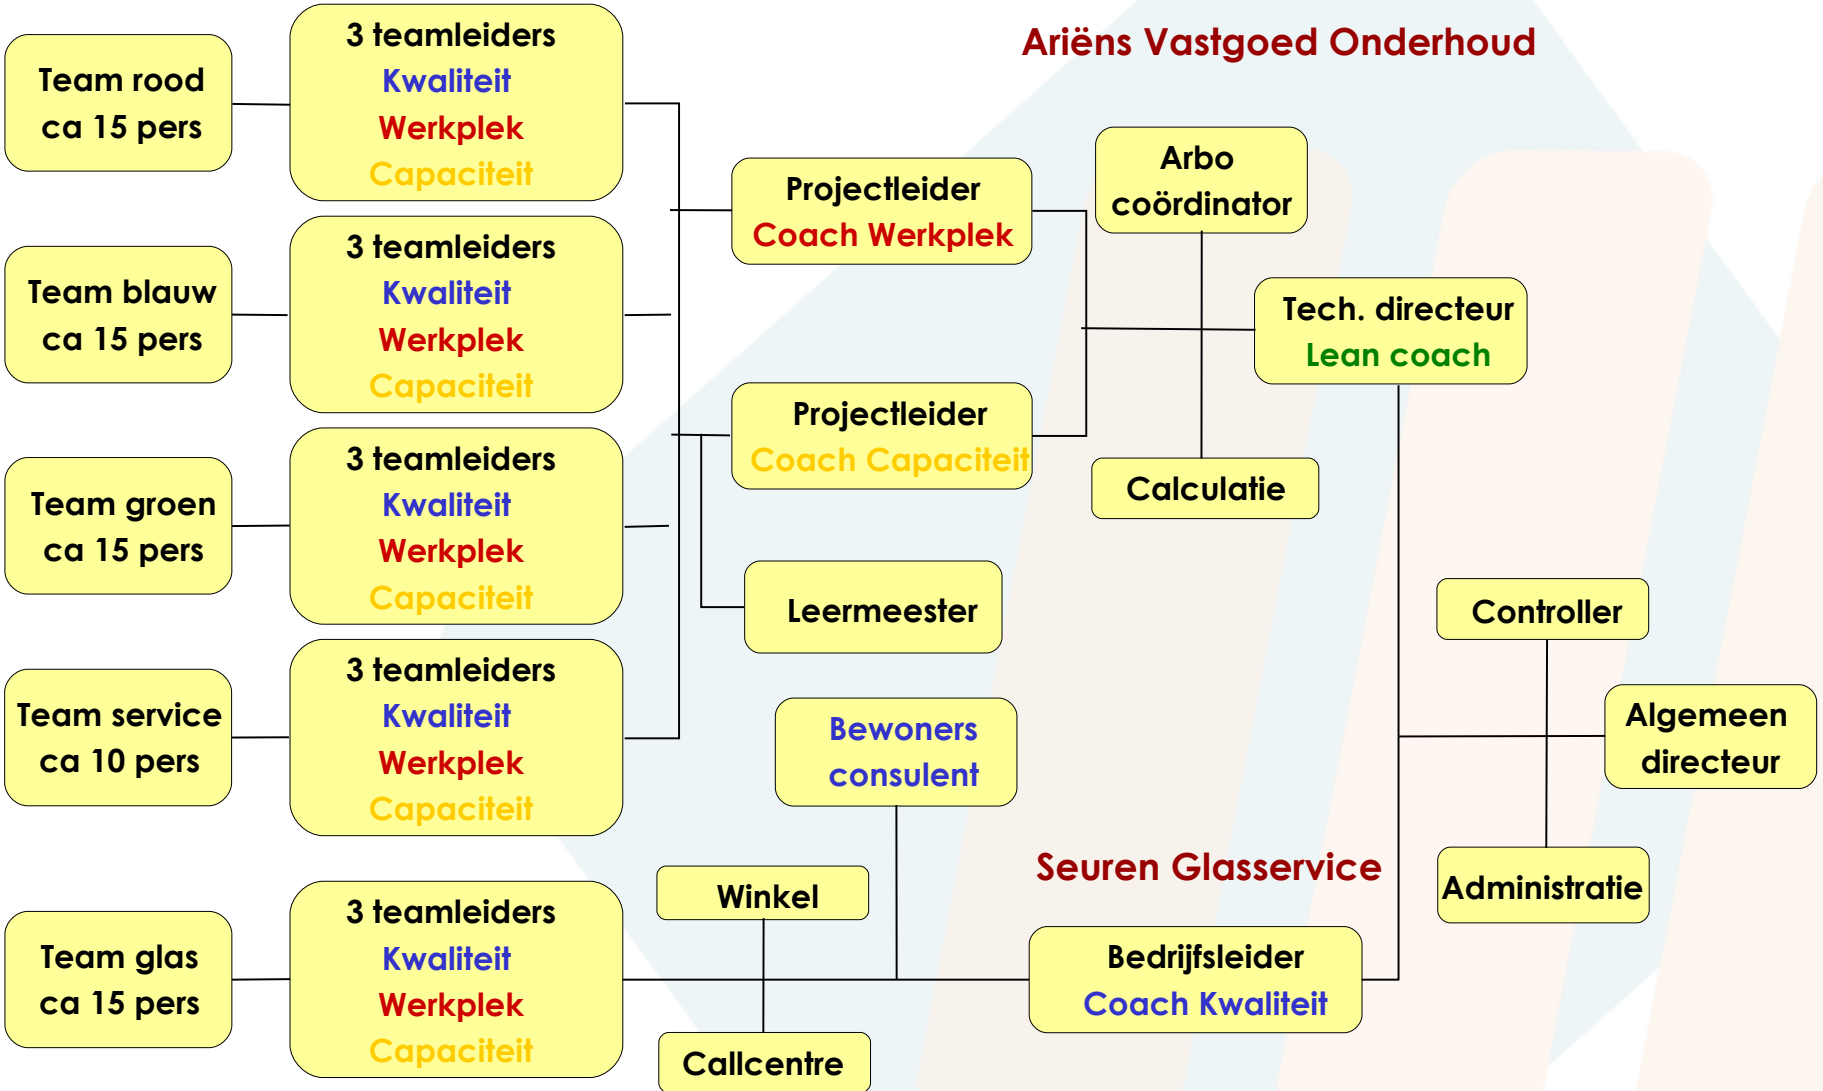 Ariëns Vastgoed Onderhoud
Team rood
ca 15 pers
3 teamleiders
Kwaliteit
Werkplek
Capaciteit
Team blauw
ca 15 pers
3 teamleiders
Kwaliteit
Werkplek
Capaciteit
Team groen
ca 15 pers
3 teamleiders
Kwaliteit
Werkplek
Capaciteit
Team service
ca 10 pers
3 teamleiders
Kwaliteit
Werkplek
Capaciteit
Team glas
ca 15 pers
3 teamleiders
Kwaliteit
Werkplek
Capaciteit
Projectleider
Coach Werkplek
Projectleider
Coach Capaciteit
Leermeester
Bewoners
consulent
Winkel
Callcentre
Arbo
coördinator
Calculatie
Tech. directeur
Lean coach
Seuren Glasservice
Bedrijfsleider
Coach Kwaliteit
Controller
Algemeen
directeur
Administratie